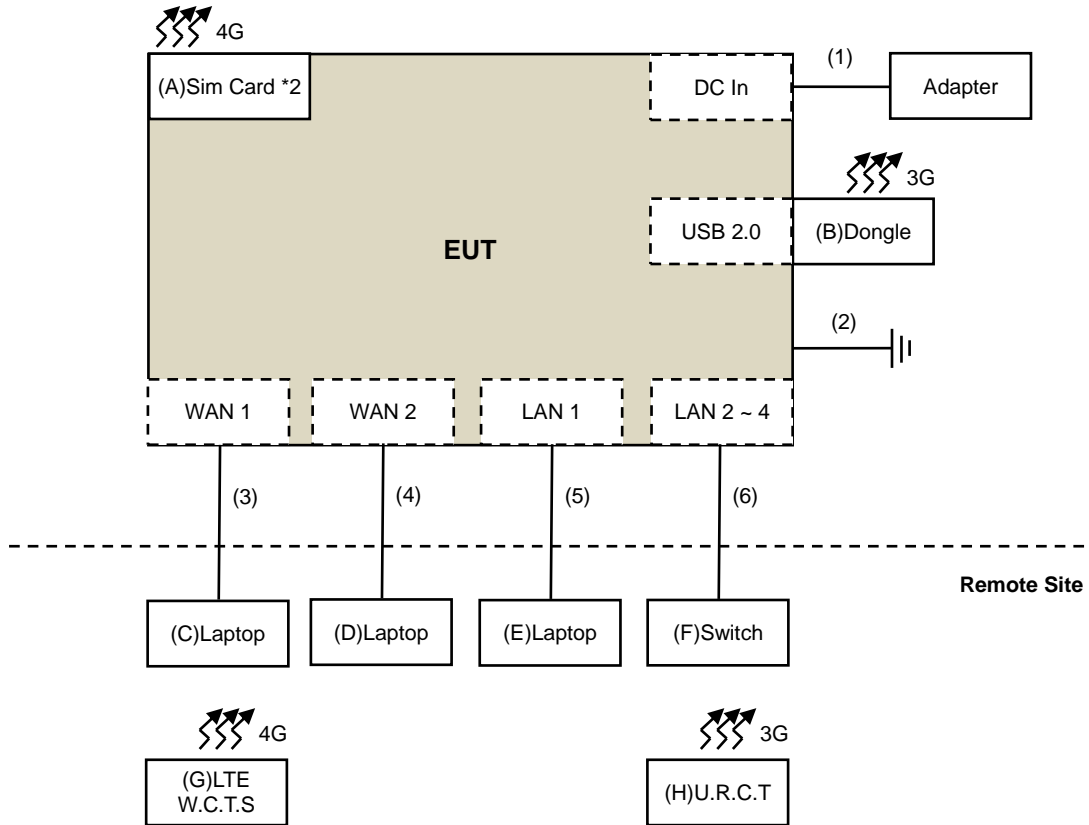 4G
(A)Sim Card *2
DC In
(1)
Adapter
3G
USB 2.0
(B)Dongle
EUT
(2)
WAN 1
WAN 2
LAN 1
LAN 2 ~ 4
(3)
(4)
(5)
(6)
Remote Site
(C)Laptop
(D)Laptop
(E)Laptop
(F)Switch
4G
3G
(G)LTE
W.C.T.S
(H)U.R.C.T